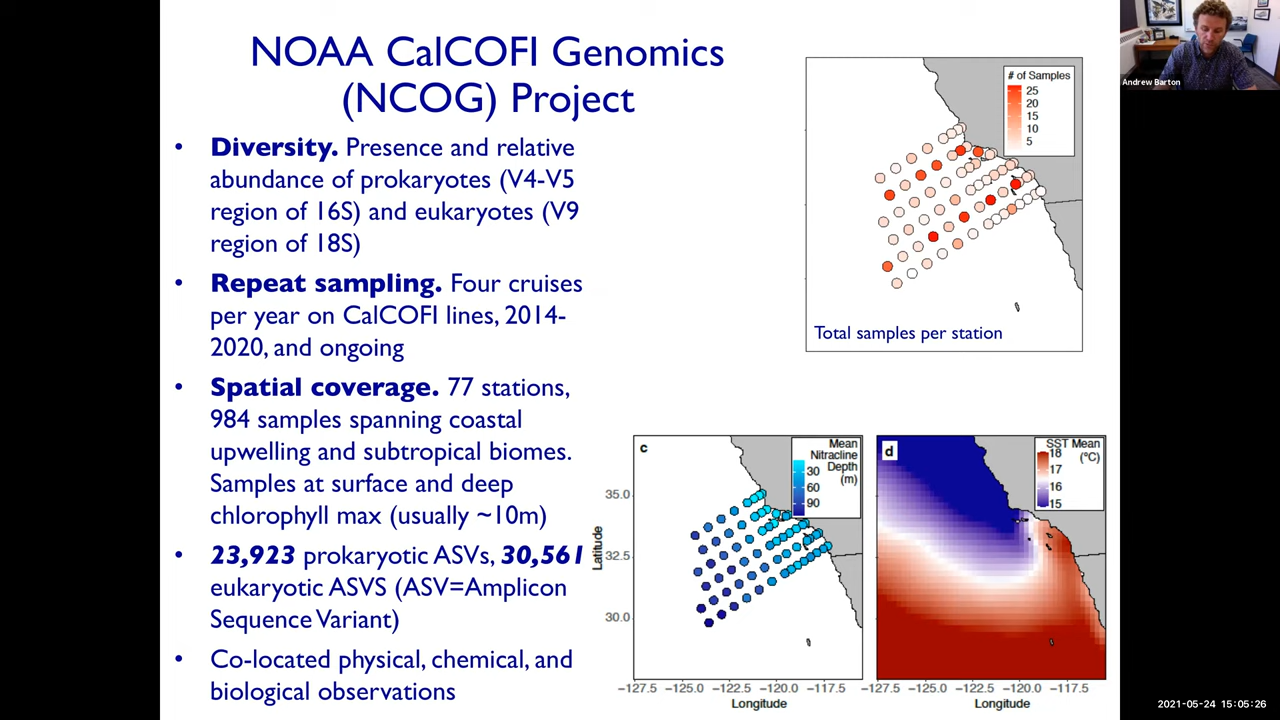 NOAA CalCOFI Genomics
(NCOG) Project
• Diversity. Presence and relative
abundance of prokaryotes (V4-V5
region of 16S) and eukaryotes (V9
region of 18S)
• Repeat sampling. Four cruises
per year on CalCOFI lines, 2014-
2020, and ongoing
• Spatial coverage. 77 stations,
984 samples spanning coastal
upwelling and subtropical biomes.
Samples at surface and deep
chlorophyll max (usually ~10m)
• 23,923 prokaryotic ASVs, 30,561
eukaryotic ASVS (ASV=Amplicon
Sequence Variant)
• Co-located physical, chemical, and
biological observations
# of Samples
25
20
15
10
5
Total samples per station
c
Mean
Nitracline
Depth
(m)
30
60
90
35.0
32.5
30.0
Latitude
−127.5 −125.0 −122.5 −120.0 −117.5
Longitude
d
SST Mean
(°C)
18
17
16
15
−127.5 −125.0 −122.5 −120.0 −117.5
Longitude
Andrew Barton
2021-05-24 15:05:26